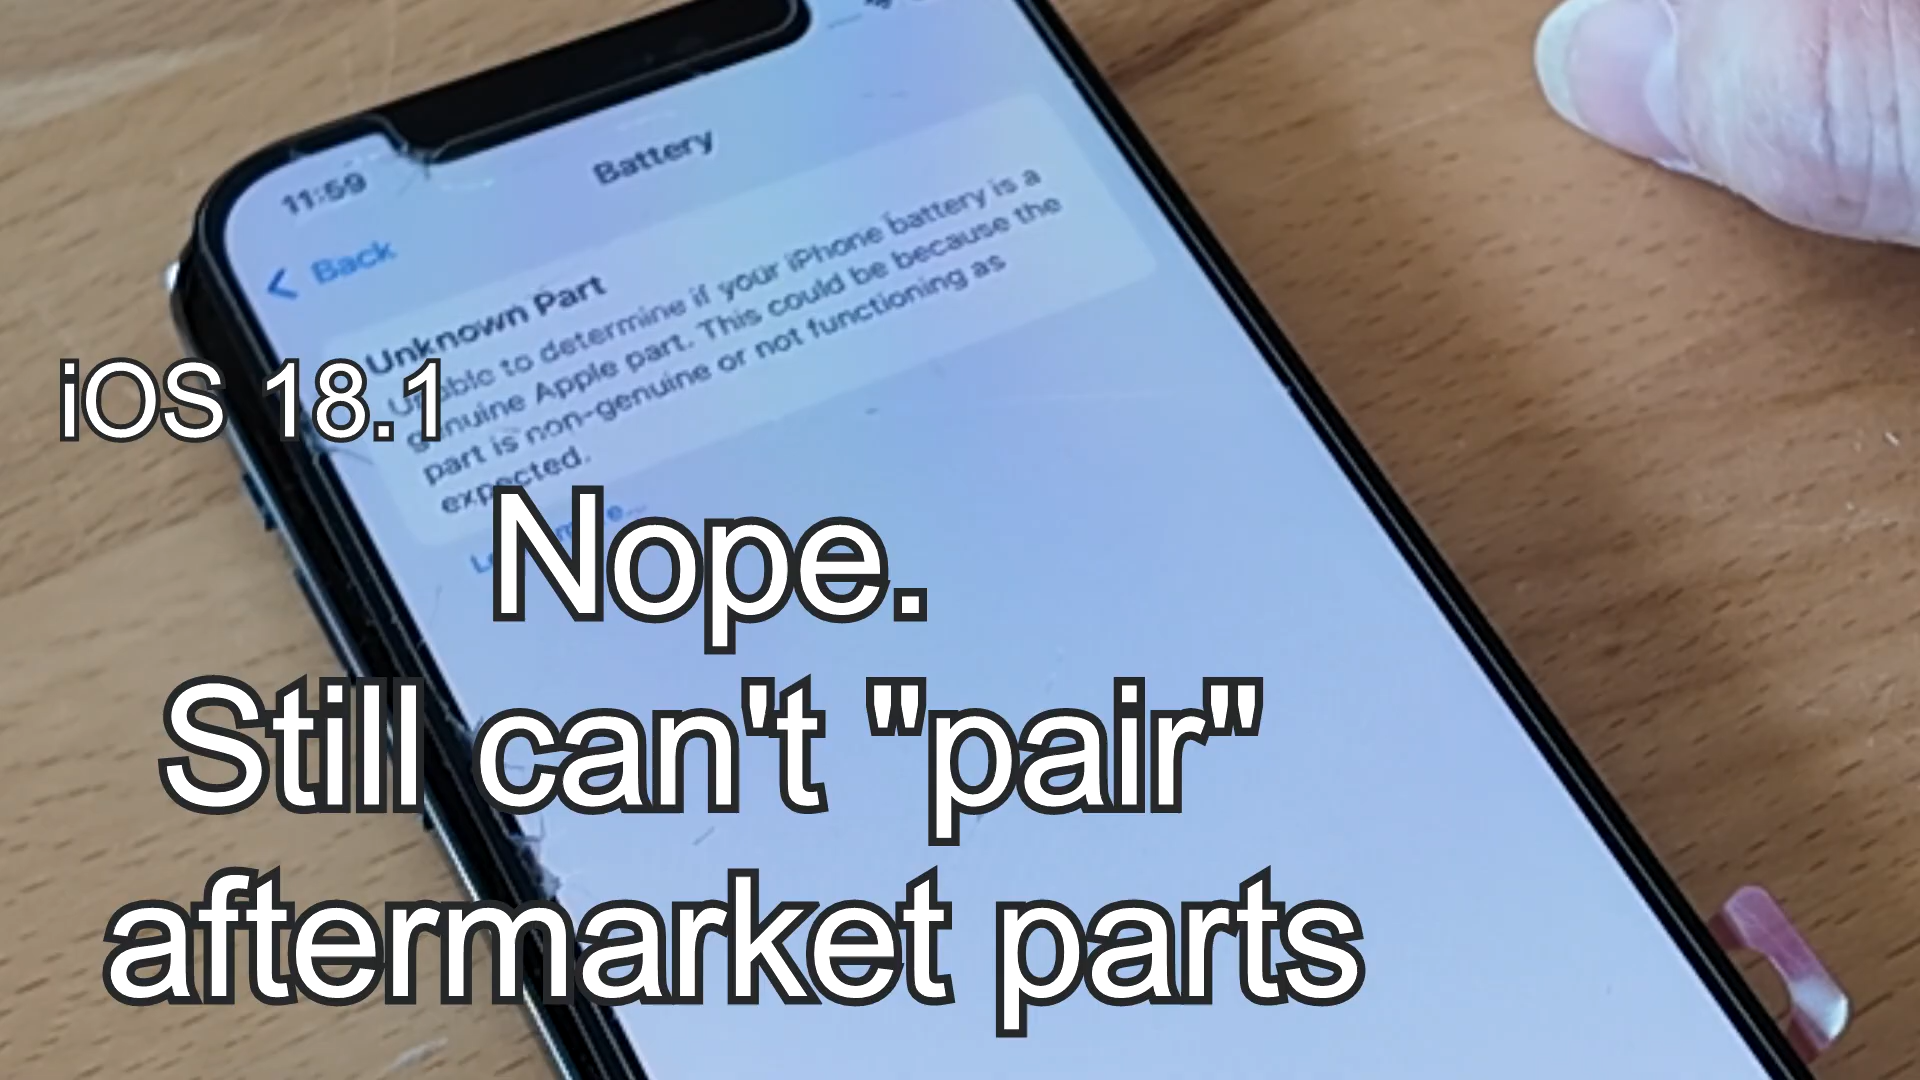 11:59
Battery
Back
Unknown Part
Unable to determine if your iPhone battery is a
genuine Apple part. This could be because the
part is non-genuine or not functioning as
expected.
iOS 18.1
Nope.
Still can't "pair"
aftermarket parts